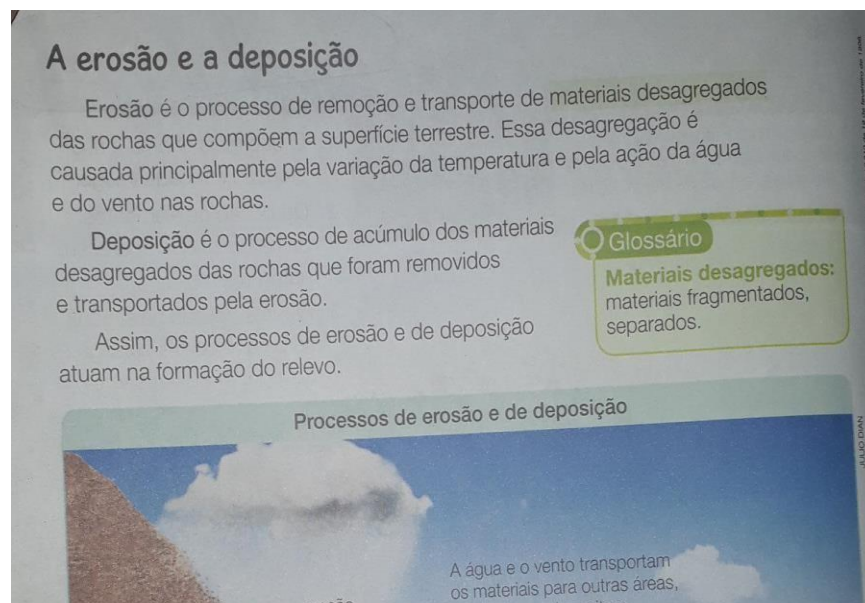 A erosão e a deposição
Erosão é o processo de remoção e transporte de materiais desagregados
das rochas que compõem a superfície terrestre. Essa desagregação é
causada principalmente pela variação da temperatura e pela ação da água
e do vento nas rochas.
Deposição é o processo de acúmulo dos materiais
desagregados das rochas que foram removidos
e transportados pela erosão.
Assim, os processos de erosão e de deposição
atuam na formação do relevo.
Glossário
Materiais desagregados:
materiais fragmentados,
separados.
Processos de erosão e de deposição
A água e o vento transportam
os materiais para outras áreas,